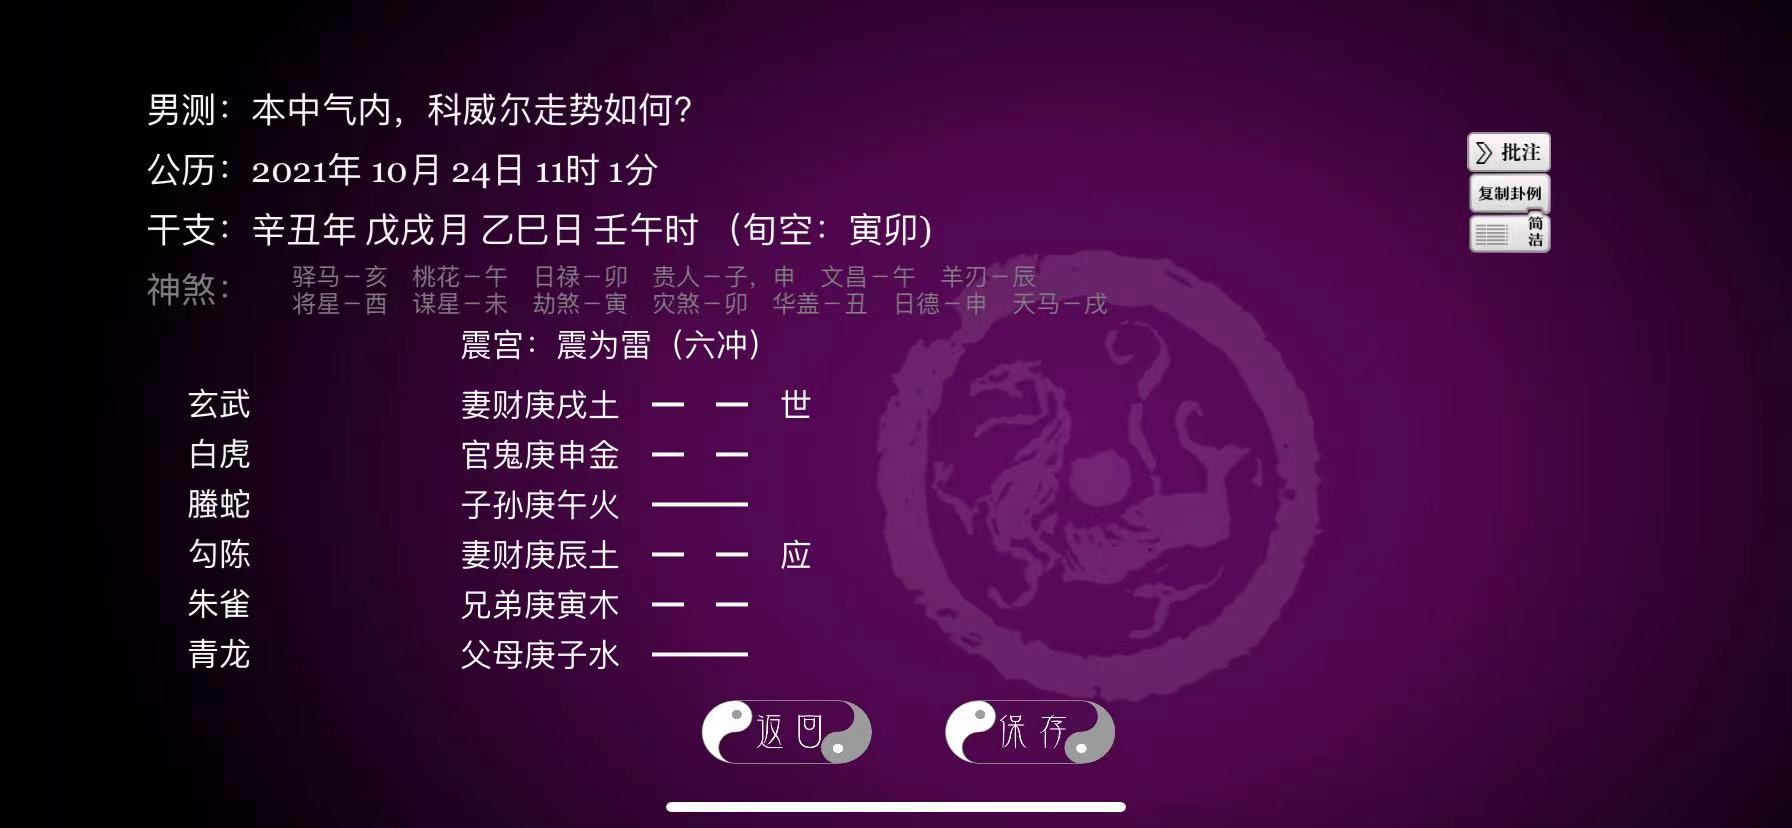 男测：本中气内，科威尔走势如何?
公历：2021年 10月 24日 11时 1分
干支：辛丑年 戊戌月 乙巳日 壬午时 （旬空：寅卯)
神煞：
驿马－亥 桃花－午 日禄－卯 贵人－子，申 文昌－午 羊刃－辰
将星－酉 谋星－未 劫煞－寅 灾煞－卯 华盖－丑 日德－申 天马－戌
震宫：震为雷（六冲）
玄武 妻财庚戌土 世
白虎 官鬼庚申金
螣蛇 子孙庚午火
勾陈 妻财庚辰土 应
朱雀 兄弟庚寅木
青龙 父母庚子水
批注
复制卦例
简洁
返回
保存